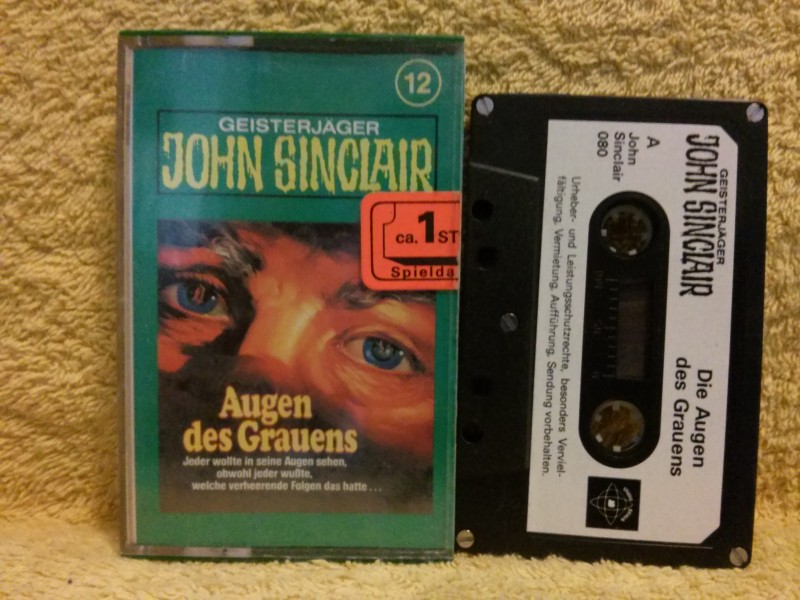 12
GEISTERJÄGER
JOHN SINCLAIR
ca. 1 ST
Spielda
Augen
des Grauens
Jeder wollte in seine Augen sehen,
obwohl jeder wußte,
welche verheerende Folgen das hatte ...
GEISTERJÄGER
JOHN SINCLAIR
Die Augen
des Grauens
A
John
Sinclair
080
Urheber- und Leistungsschutzrechte, besonders Verviel-
fältigung, Vermietung, Aufführung, Sendung vorbehalten.